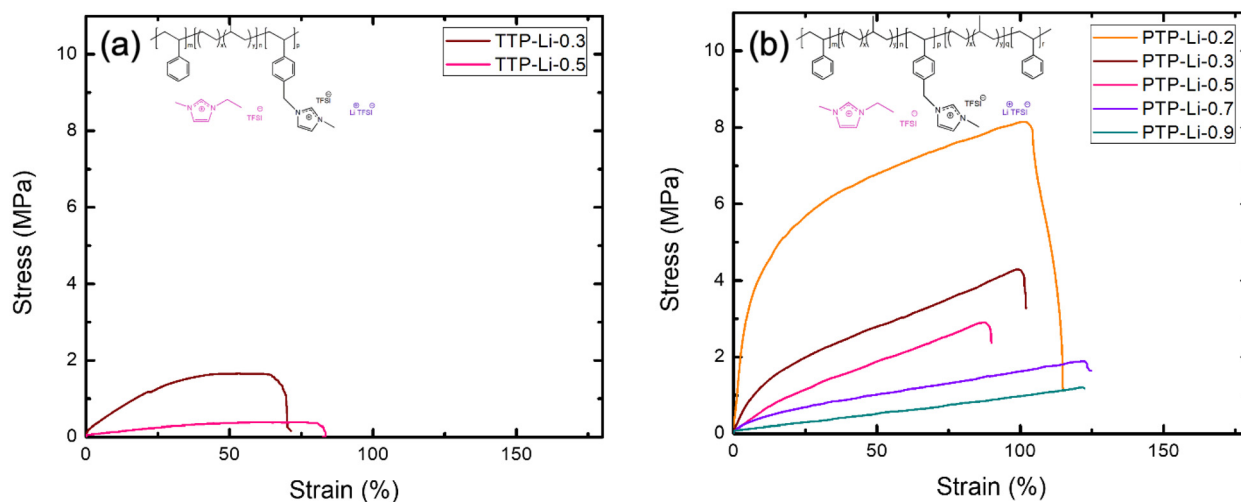 (a)
TTP-Li-0.3
TTP-Li-0.5
m x y n p
TFSI
Li TFSI
TFSI
N N N N
10
8
6
4
2
0
Stress (MPa)
0 50 100 150
Strain (%)
(b)
PTP-Li-0.2
PTP-Li-0.3
PTP-Li-0.5
PTP-Li-0.7
PTP-Li-0.9
m x y n p x y q r
TFSI
Li TFSI
TFSI
N N N N
10
8
6
4
2
0
Stress (MPa)
0 50 100 150
Strain (%)